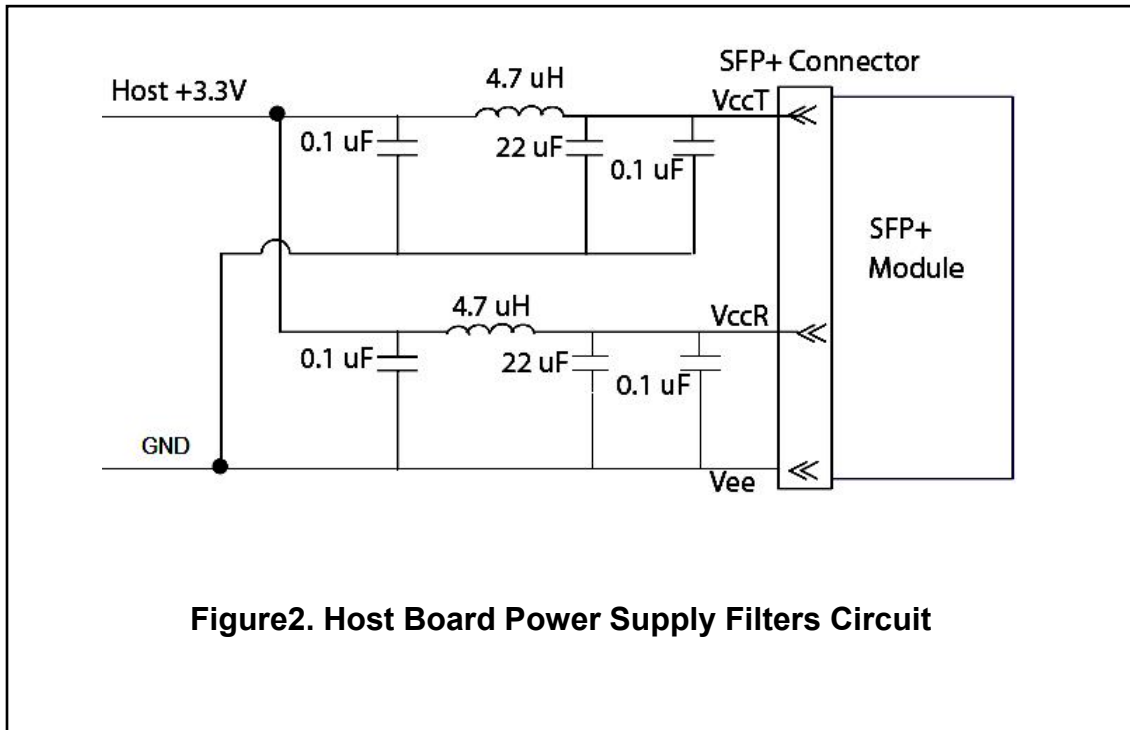 SFP+ Connector
Host +3.3V
4.7 uH
VccT
0.1 uF
22 uF
0.1 uF
SFP+
Module
4.7 uH
VccR
0.1 uF
22 uF
0.1 uF
GND
Vee
Figure2. Host Board Power Supply Filters Circuit